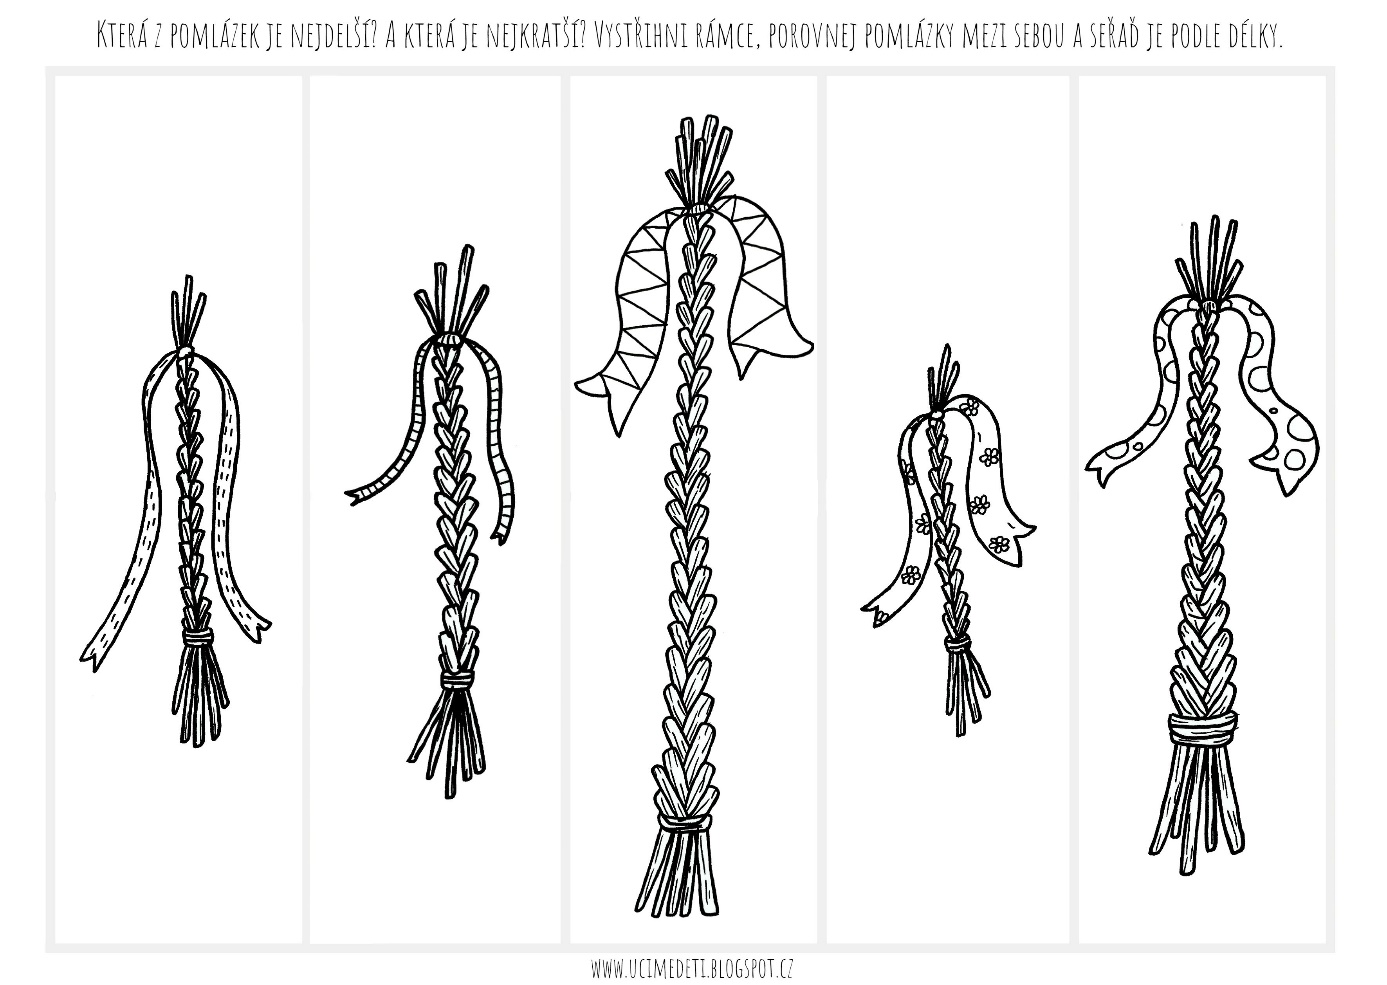 Která z pomlázek je nejdelší? A která je nejkratší? Vystřihni rámce, porovnej pomlázky mezi sebou a seřaď je podle délky.
www.ucimedeti.blogspot.cz